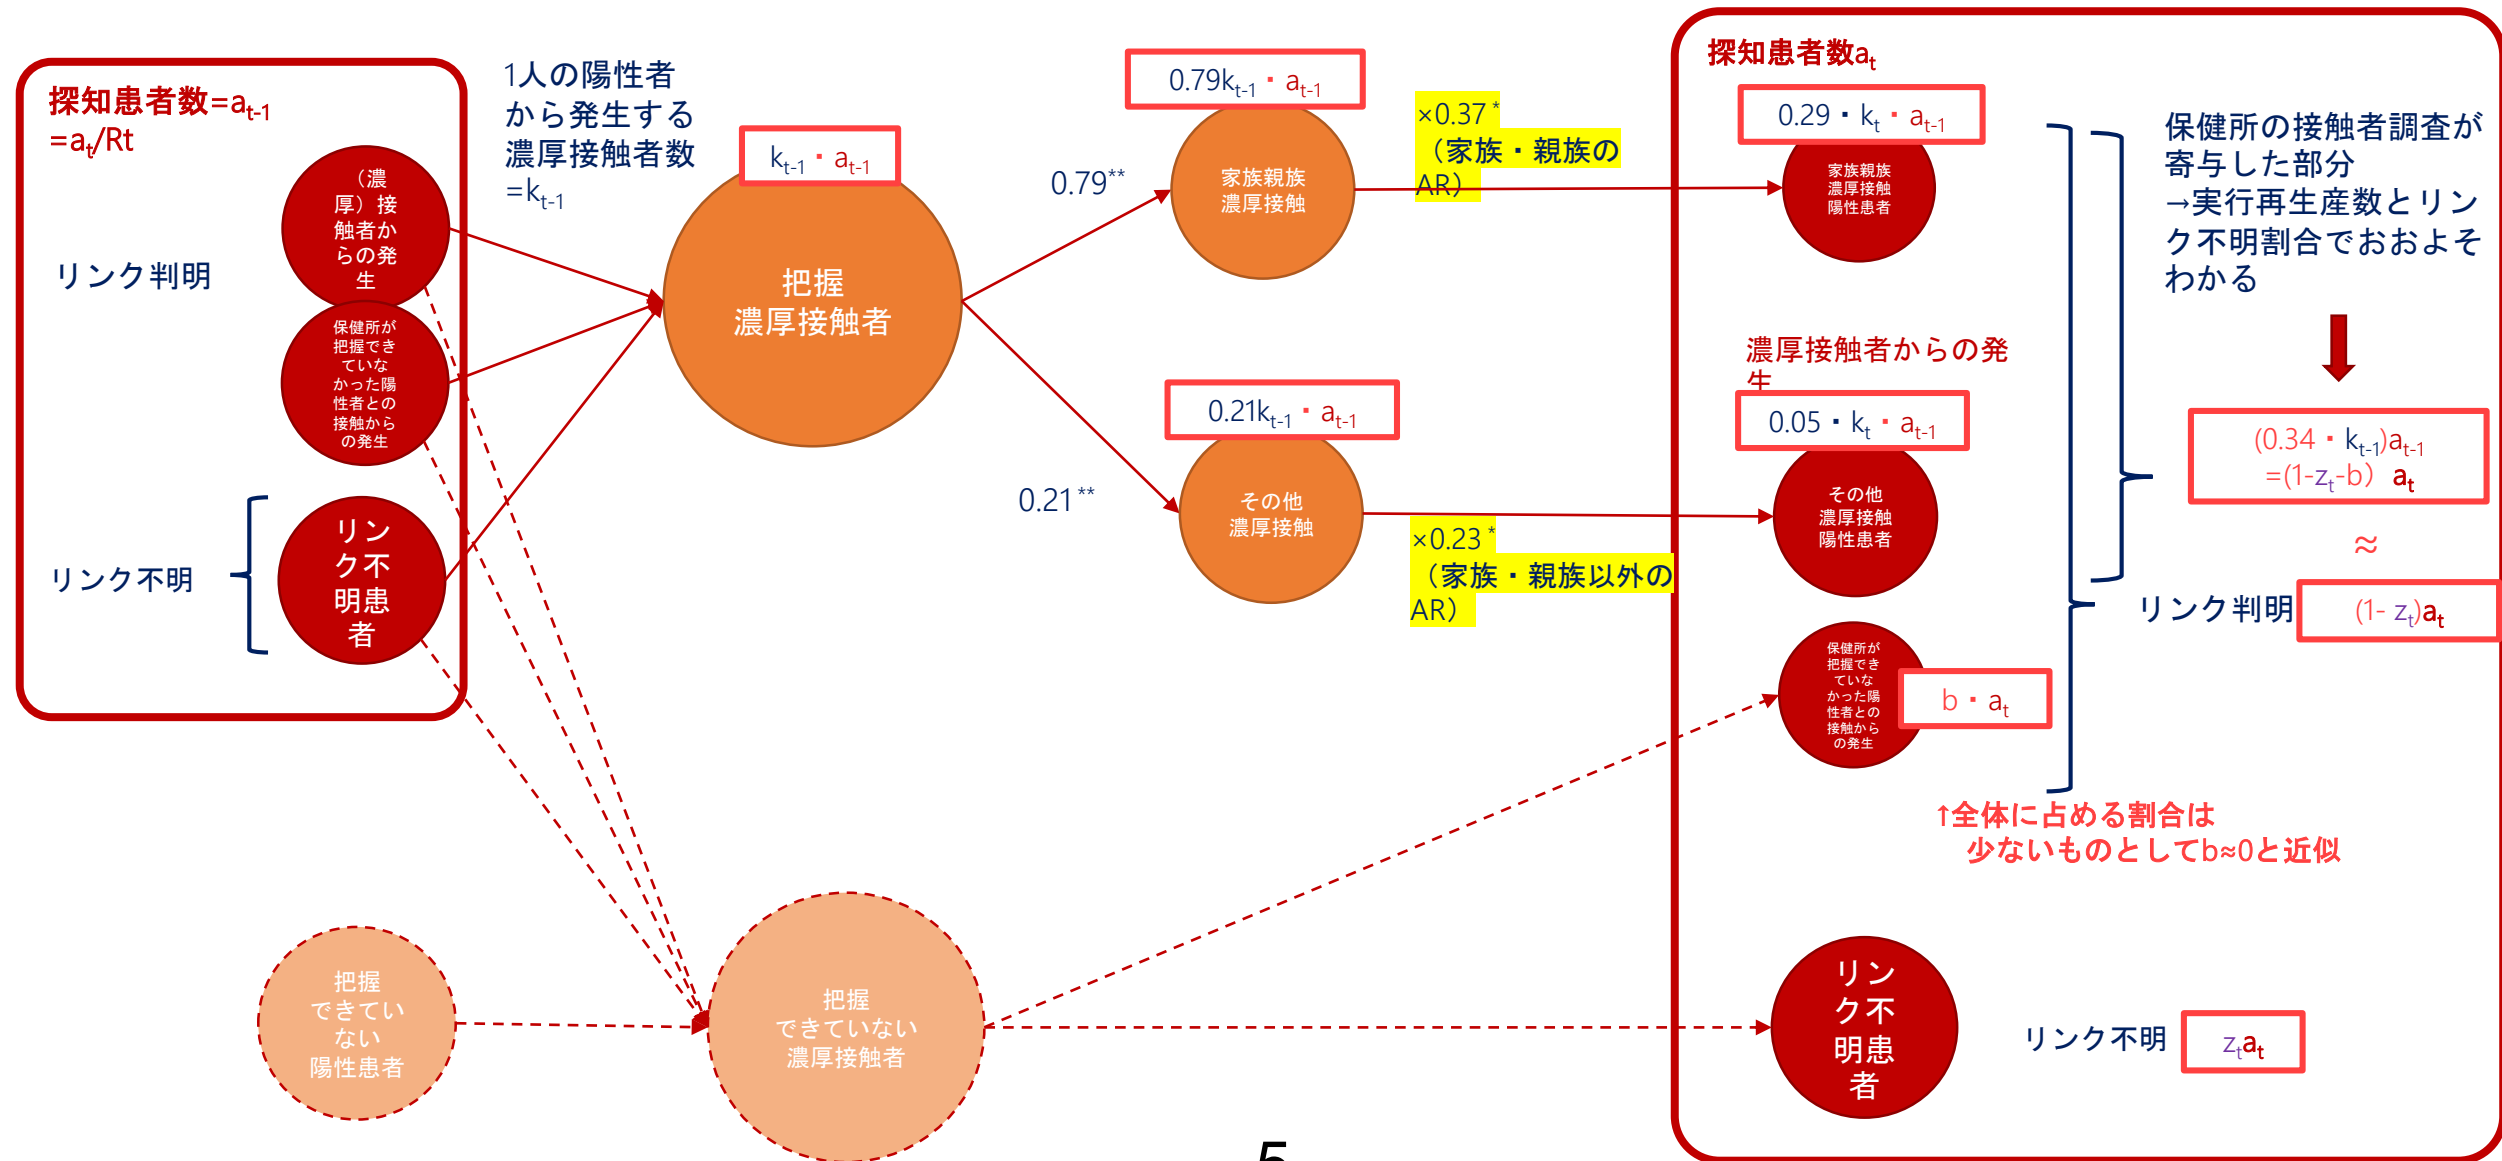 探知患者数=at-1
=at/Rt
リンク判明
（濃
厚）接
触者か
らの発
生
保健所が
把握でき
ていな
かった陽
性者との
接触から
の発生
リンク不明
リン
ク不
明患
者
1人の陽性者
から発生する
濃厚接触者数
=kt-1
kt-1・at-1
把握
濃厚接触者
0.79**
0.21**
0.79kt-1・at-1
家族親族
濃厚接触
×0.37*
（家族・親族の
AR）
0.21kt-1・at-1
その他
濃厚接触
×0.23*
（家族・親族以外の
AR）
把握
できてい
ない
陽性患者
把握
できていない
濃厚接触者
探知患者数at
0.29・kt・at-1
家族親族
濃厚接触
陽性患者
濃厚接触者からの発
生
0.05・kt・at-1
その他
濃厚接触
陽性患者
保健所が
把握でき
ていな
かった陽
性者との
接触から
の発生
b・at
↑全体に占める割合は
少ないものとしてb≈0と近似
保健所の接触者調査が
寄与した部分
→実行再生産数とリン
ク不明割合でおおよそ
わかる
(0.34・kt-1)at-1
=(1-zt-b）at
≈
リンク判明
(1- zt)at
リン
ク不
明患
者
リンク不明
ztat
5